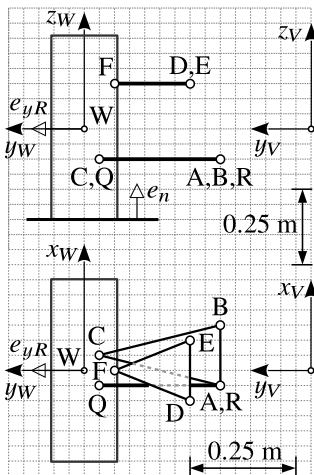 z_W z_V
F D,E
e_yR W
y_W y_V
C,Q A,B,R
e_n
0.25 m
x_W x_V
B
C E
e_yR W F
y_W y_V
Q D A,R
0.25 m